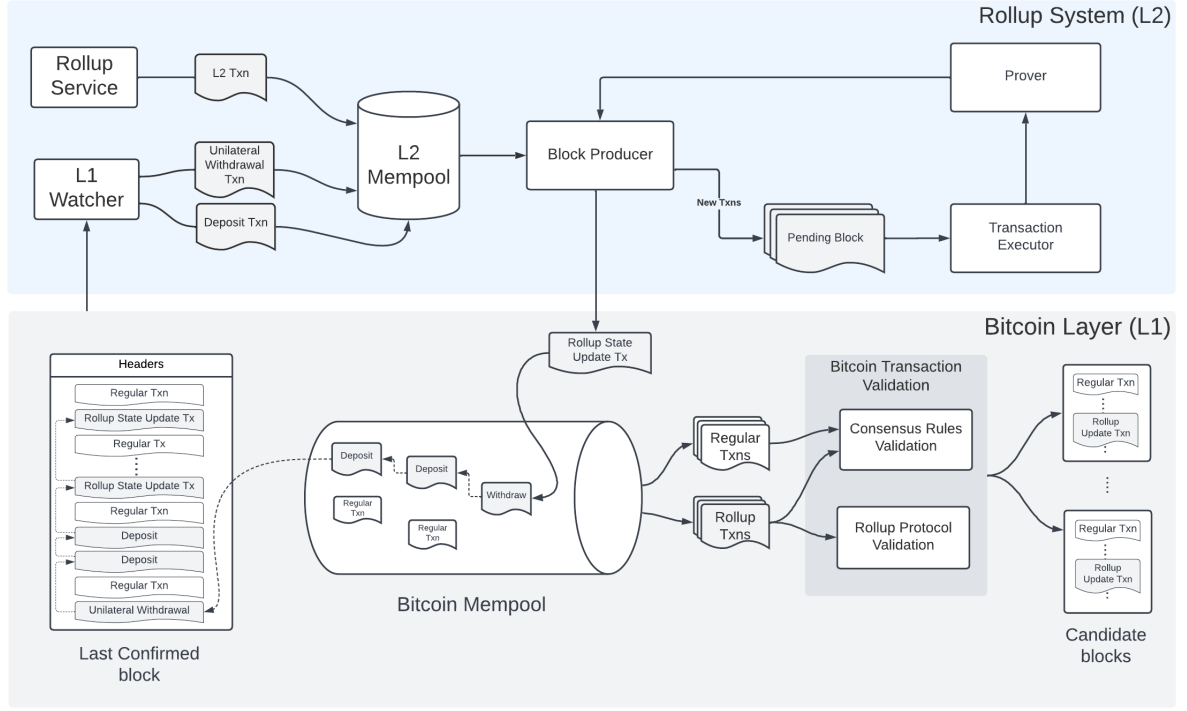 Rollup System (L2)
Rollup
Service
L2 Txn
L1
Watcher
Unilateral
Withdrawal
Txn
Deposit Txn
L2
Mempool
Block Producer
New Txns
Pending Block
Prover
Transaction
Executor
Bitcoin Layer (L1)
Headers
Regular Txn
Rollup State Update Tx
Regular Tx
Rollup State Update Tx
Regular Txn
Deposit
Deposit
Regular Txn
Unilateral Withdrawal
Last Confirmed
block
Rollup State
Update Tx
Deposit
Deposit
Withdraw
Regular
Txn
Regular
Txn
Bitcoin Mempool
Regular
Txns
Rollup
Txns
Bitcoin Transaction
Validation
Consensus Rules
Validation
Rollup Protocol
Validation
Regular Txn
Rollup
Update Txn
Regular Txn
Rollup
Update Txn
Candidate
blocks